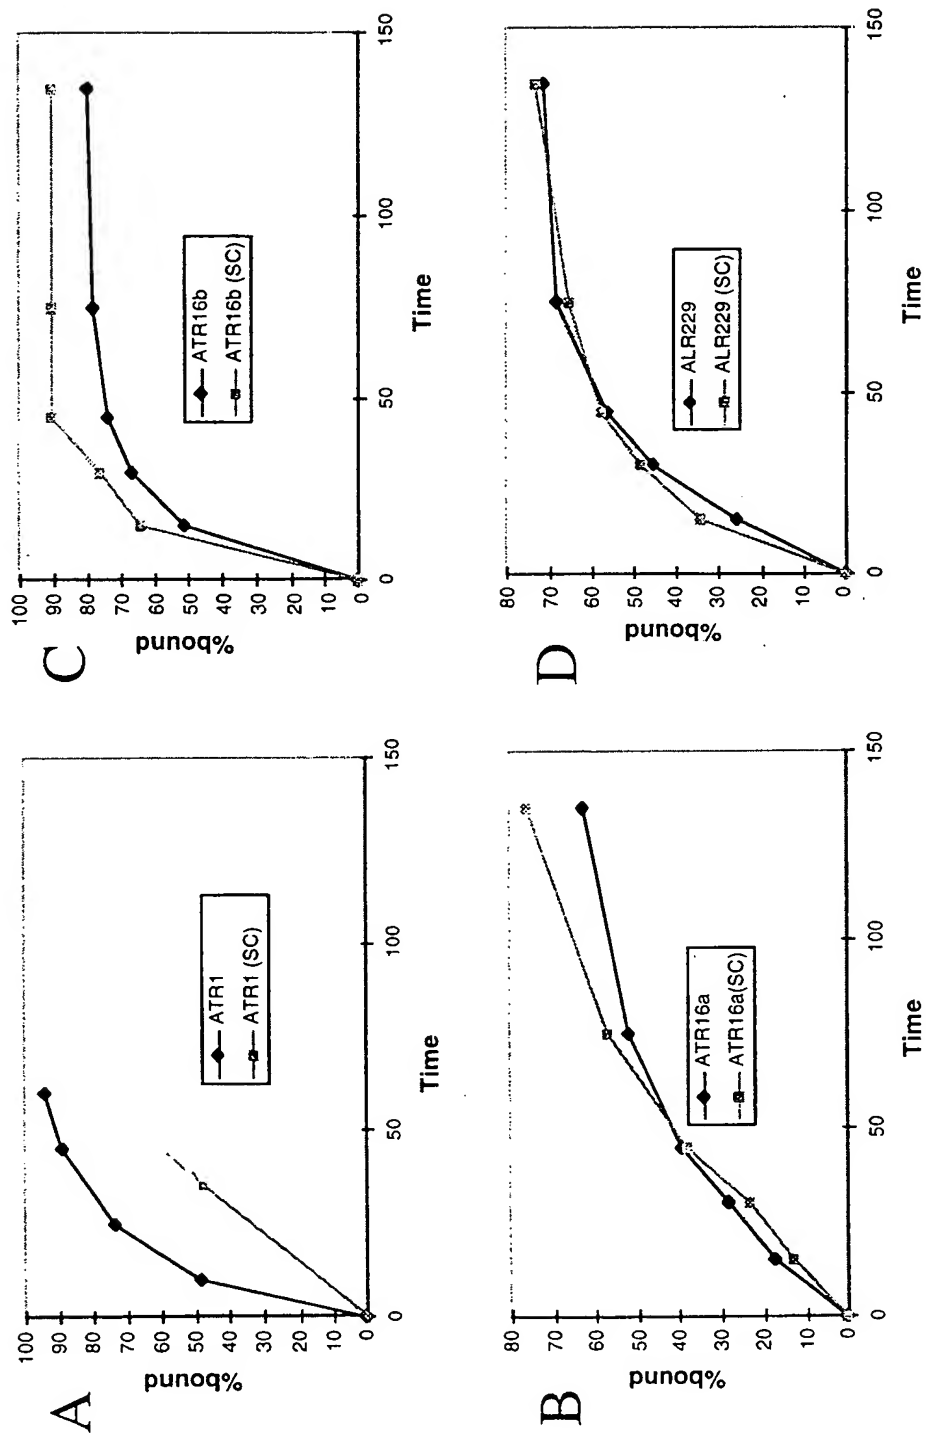 A
%bound
100
90
80
70
60
50
40
30
20
10
0
ATR1
ATR1 (SC)
0 50 100 150
Time
C
%bound
100
90
80
70
60
50
40
30
20
10
0
ATR16b
ATR16b (SC)
0 50 100 150
Time
B
%bound
80
70
60
50
40
30
20
10
0
ATR16a
ATR16a(SC)
0 50 100 150
Time
D
%bound
80
70
60
50
40
30
20
10
0
ALR229
ALR229 (SC)
0 50 100 150
Time